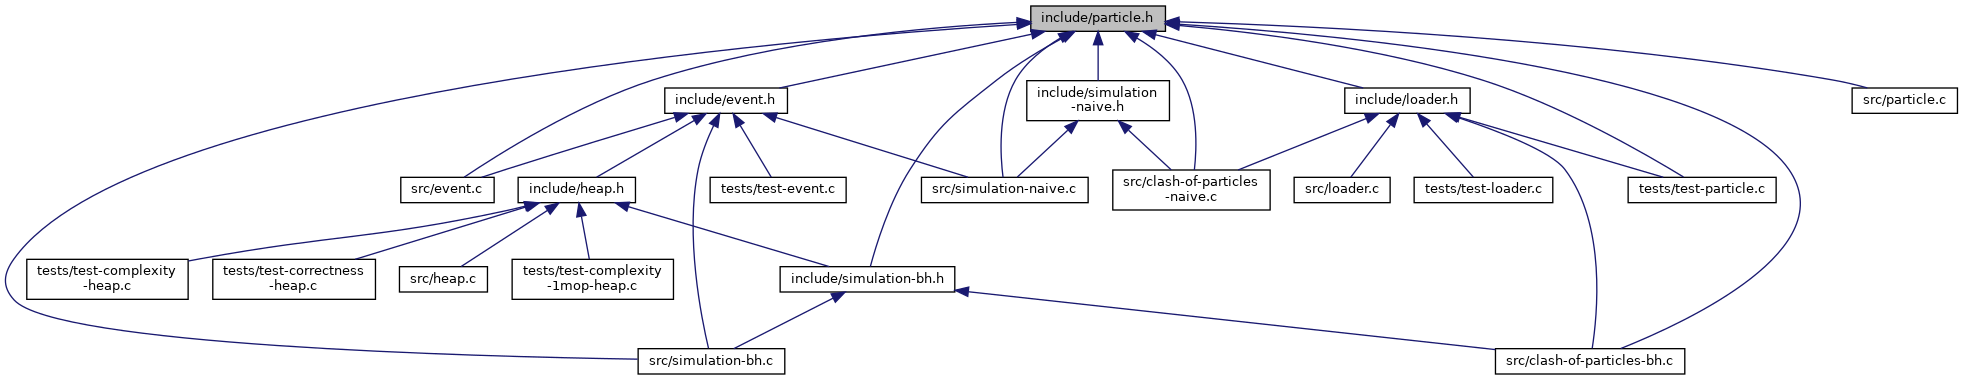 include/particle.h
include/event.h
include/simulation
-naive.h
include/loader.h
src/particle.c
src/event.c
include/heap.h
tests/test-event.c
src/simulation-naive.c
src/clash-of-particles
-naive.c
src/loader.c
tests/test-loader.c
tests/test-particle.c
tests/test-complexity
-heap.c
tests/test-correctness
-heap.c
src/heap.c
tests/test-complexity
-1mop-heap.c
include/simulation-bh.h
src/simulation-bh.c
src/clash-of-particles-bh.c